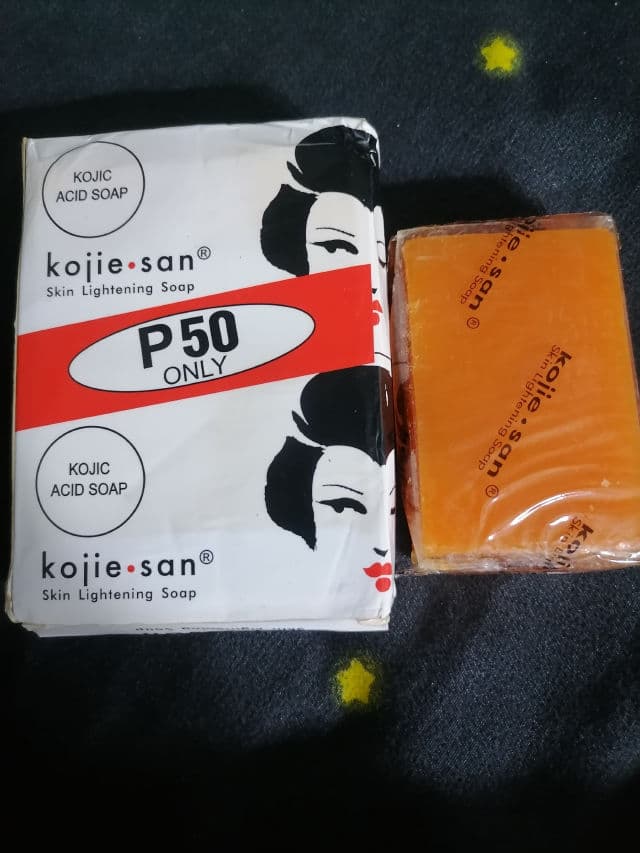 KOJIC
ACID SOAP
kojie•san®
Skin Lightening Soap
P50
ONLY
KOJIC
ACID SOAP
kojie•san®
Skin Lightening Soap
kojie•san®
Skin Lightening Soap
kojie•san®
Skin Lightening Soap